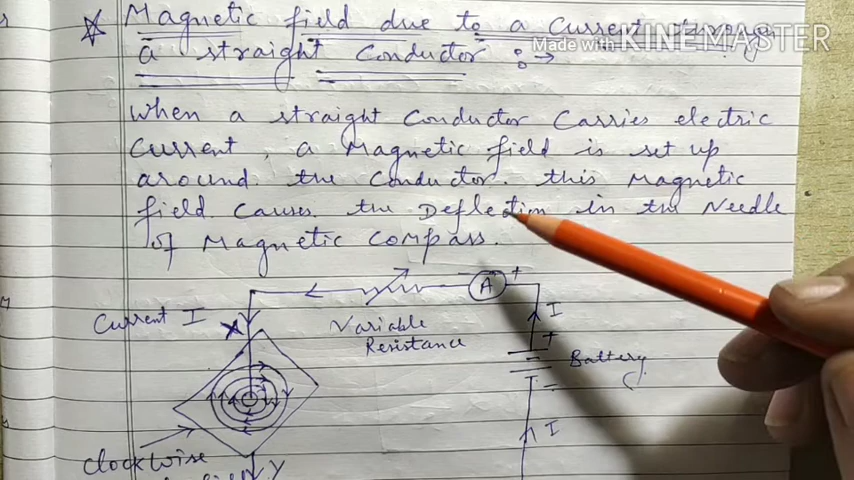 Magnetic field due to a Current through
a straight Conductor :→
Made with KINEMASTER
When a straight Conductor Carries electric
Current, a Magnetic field is set up
around the Conductor. this Magnetic
field Causes the Deflection in the Needle
of Magnetic Compass.
A
+
I
Current I
X
Variable
Resistance
+
Battery
-
I
Clockwise
Y